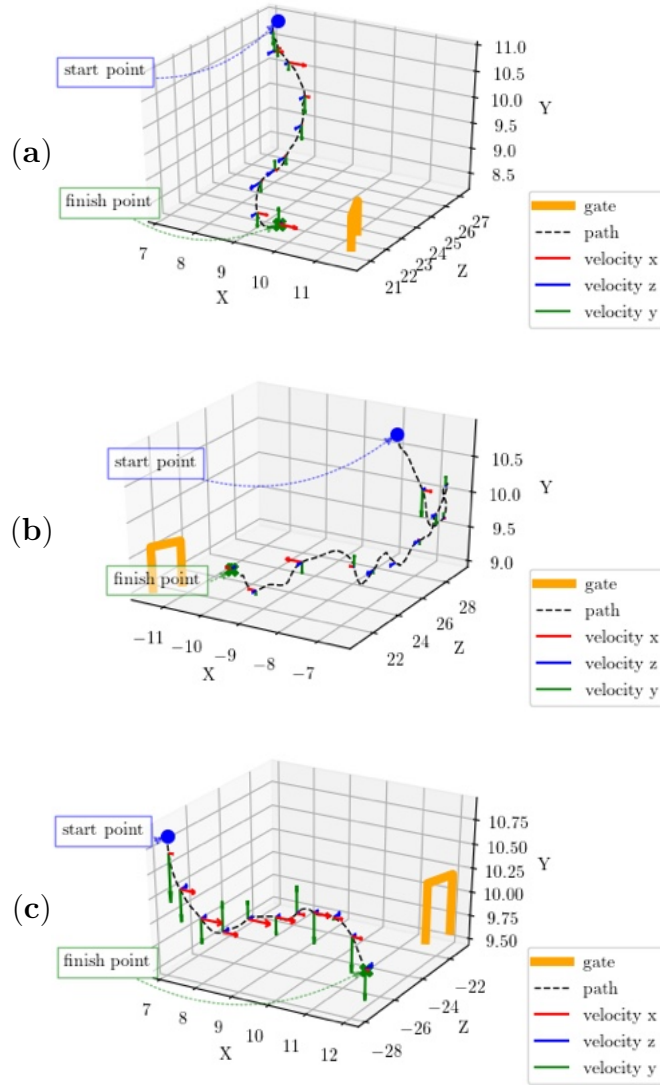 (a)
start point
finish point
11.0
10.5
10.0
9.5
9.0
8.5
Y
7
8
9
10
11
X
21
22
23
24
25
26
27
Z
gate
path
velocity x
velocity z
velocity y
(b)
start point
finish point
10.5
10.0
9.5
9.0
Y
−11
−10
−9
−8
−7
X
22
24
26
28
Z
gate
path
velocity x
velocity z
velocity y
(c)
start point
finish point
10.75
10.50
10.25
10.00
9.75
9.50
Y
7
8
9
10
11
12
X
−28
−26
−24
−22
Z
gate
path
velocity x
velocity z
velocity y